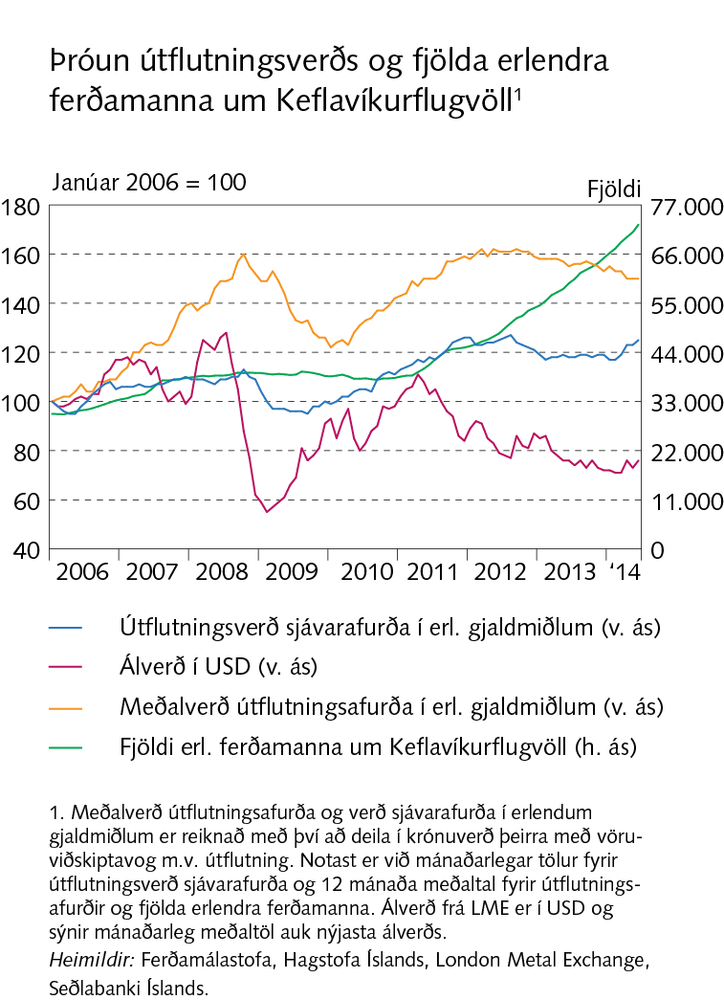 Þróun útflutningsverðs og fjölda erlendra
ferðamanna um Keflavíkurflugvöll1
Janúar 2006 = 100
Fjöldi
180
77.000
160
66.000
140
55.000
120
44.000
100
33.000
80
22.000
60
11.000
40
0
2006 2007 2008 2009 2010 2011 2012 2013 ‘14
Útflutningsverð sjávarafurða í erl. gjaldmiðlum (v. ás)
Álverð í USD (v. ás)
Meðalverð útflutningsafurða í erl. gjaldmiðlum (v. ás)
Fjöldi erl. ferðamanna um Keflavíkurflugvöll (h. ás)
1. Meðalverð útflutningsafurða og verð sjávarafurða í erlendum
gjaldmiðlum er reiknað með því að deila í krónuverð þeirra með vöru-
viðskiptavog m.v. útflutning. Notast er við mánaðarlegar tölur fyrir
útflutningsverð sjávarafurða og 12 mánaða meðaltal fyrir útflutnings-
afurðir og fjölda erlendra ferðamanna. Álverð frá LME er í USD og
sýnir mánaðarleg meðaltöl auk nýjasta álverðs.
Heimildir: Ferðamálastofa, Hagstofa Íslands, London Metal Exchange,
Seðlabanki Íslands.